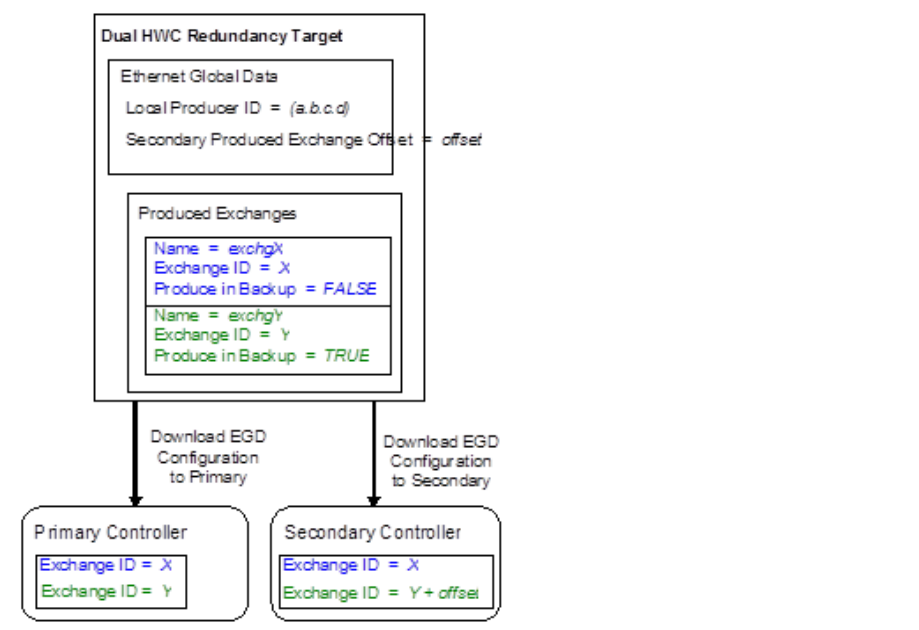 Dual HWC Redundancy Target
Ethernet Global Data
Local Producer ID = (a.b.c.d)
Secondary Produced Exchange Offset = offset
Produced Exchanges
Name = exchgX
Exchange ID = X
Produce in Backup = FALSE
Name = exchgY
Exchange ID = Y
Produce in Backup = TRUE
Download EGD
Configuration
to Primary
Download EGD
Configuration
to Secondary
Primary Controller
Exchange ID = X
Exchange ID = Y
Secondary Controller
Exchange ID = X
Exchange ID = Y + offset